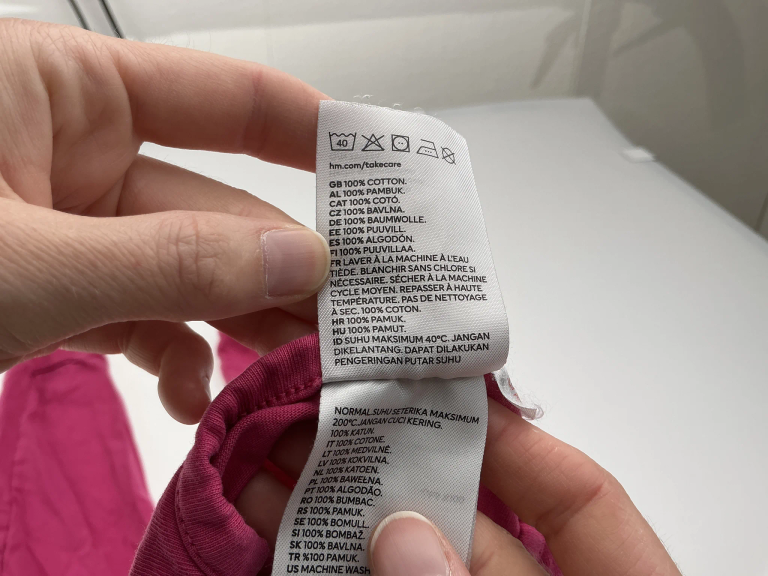 40
hm.com/takecare
GB 100% COTTON.
AL 100% PAMBUK.
CAT 100% COTÓ.
CZ 100% BAVLNA.
DE 100% BAUMWOLLE.
EE 100% PUUVILL.
ES 100% ALGODÓN.
FI 100% PUUVILLAA.
FR LAVER À LA MACHINE À L'EAU
TIÈDE. BLANCHIR SANS CHLORE SI
NÉCESSAIRE. SÉCHER À LA MACHINE
CYCLE MOYEN. REPASSER À HAUTE
TEMPÉRATURE. PAS DE NETTOYAGE
À SEC. 100% COTON.
HR 100% PAMUK.
HU 100% PAMUT.
ID SUHU MAKSIMUM 40°C. JANGAN
DIKELANTANG. DAPAT DILAKUKAN
PENGERINGAN PUTAR SUHU
NORMAL.SUHU SETERIKA MAKSIMUM
200°C.JANGAN CUCI KERING.
100% KATUN.
IT 100% COTONE.
LT 100% MEDVILNĖ.
LV 100% KOKVILNA.
NL 100% KATOEN.
PL 100% BAWEŁNA.
PT 100% ALGODÃO.
RO 100% BUMBAC.
RS 100% PAMUK.
SE 100% BOMULL.
SI 100% BOMBAŽ.
SK 100% BAVLNA.
TR %100 PAMUK.
US MACHINE WASH